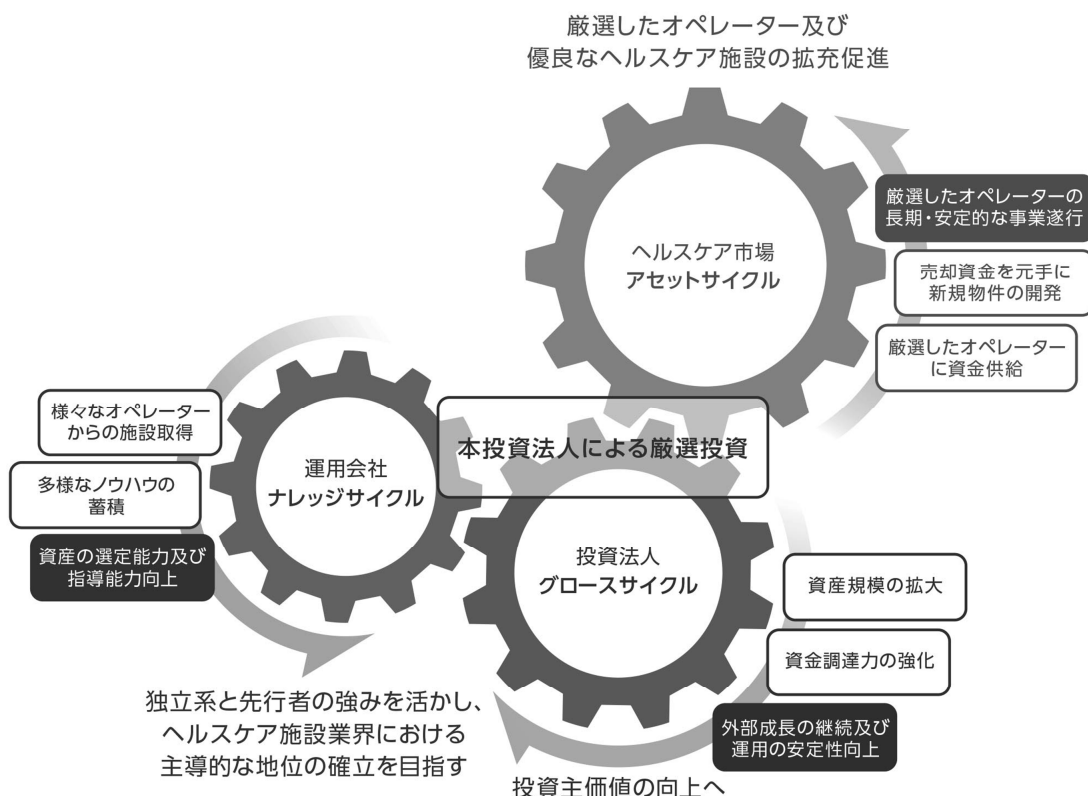 厳選したオペレーター及び
優良なヘルスケア施設の拡充促進
ヘルスケア市場
アセットサイクル
厳選したオペレーターの
長期・安定的な事業遂行
売却資金を元手に
新規物件の開発
厳選したオペレーター
に資金供給
本投資法人による厳選投資
様々なオペレーター
からの施設取得
多様なノウハウの
蓄積
資産の選定能力及び
指導能力向上
運用会社
ナレッジサイクル
独立系と先行者の強みを活かし、
ヘルスケア施設業界における
主導的な地位の確立を目指す
投資法人
グロースサイクル
資産規模の拡大
資金調達力の強化
外部成長の継続及び
運用の安定性向上
投資主価値の向上へ